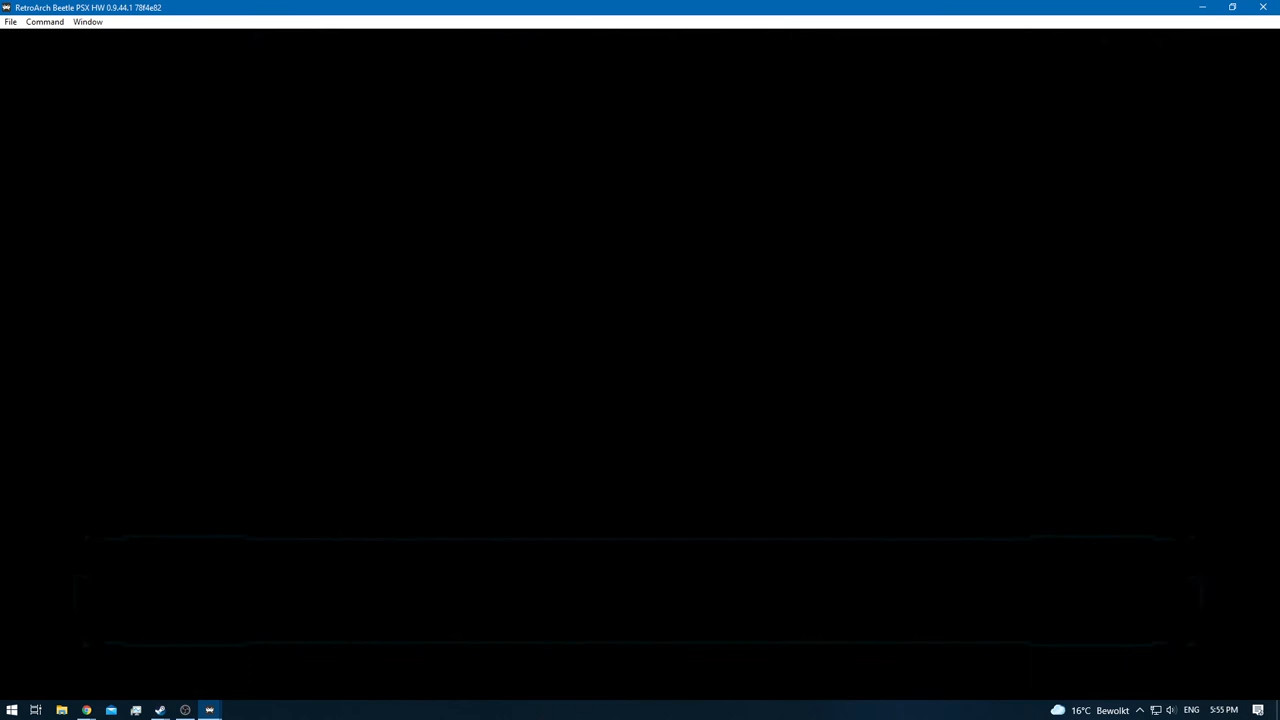 RetroArch Beetle PSX HW 0.9.44.1 78f4e82
File Command Window
16°C Bewolkt ENG 5:55 PM